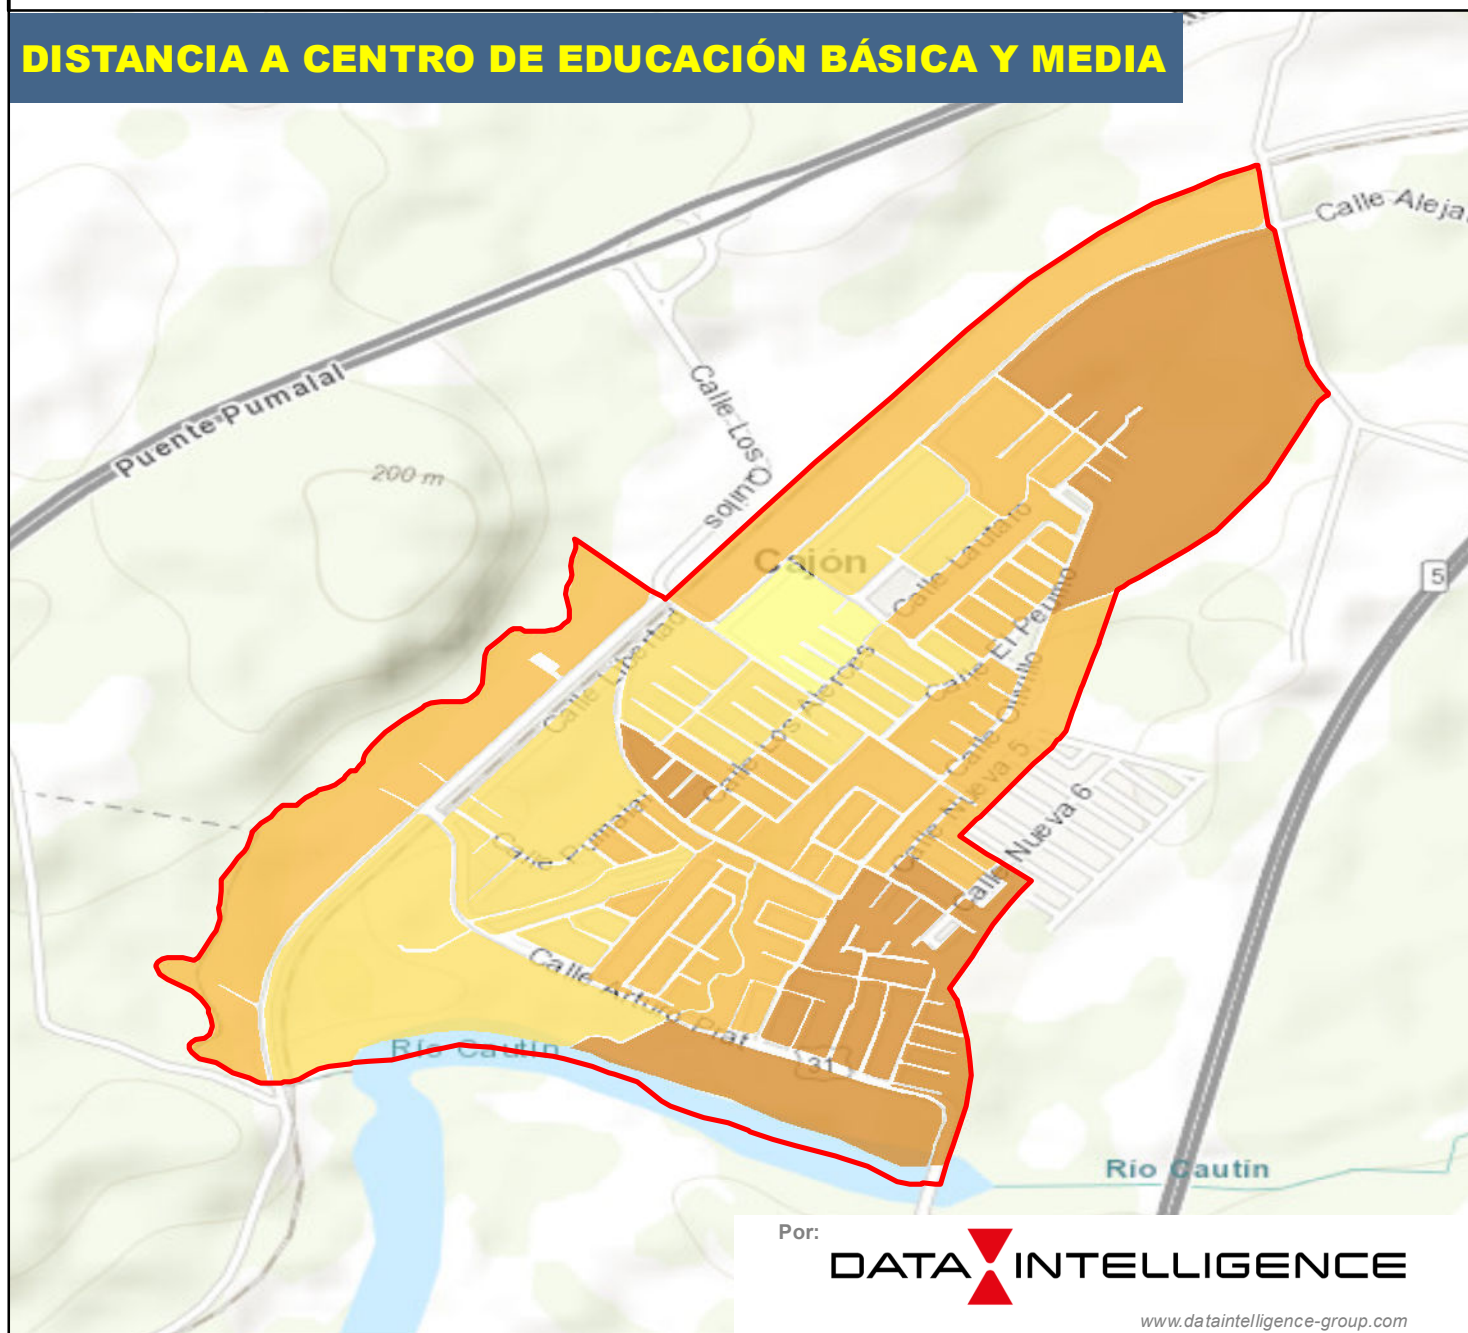 DISTANCIA A CENTRO DE EDUCACIÓN BÁSICA Y MEDIA
Calle Aleja
Puente Pumalal
Calle Los Quilos
200 m
Cajón
Calle Lautaro
5
Calle Libertad
Calle El Peumo
Calle Los Alerces
Calle Olivillo
Calle Nueva 5
Calle Pumalal
Calle Nueva 6
Calle Arturo Prat
31
Río Cautín
Río Cautín
Por:
DATA INTELLIGENCE
www.dataintelligence-group.com